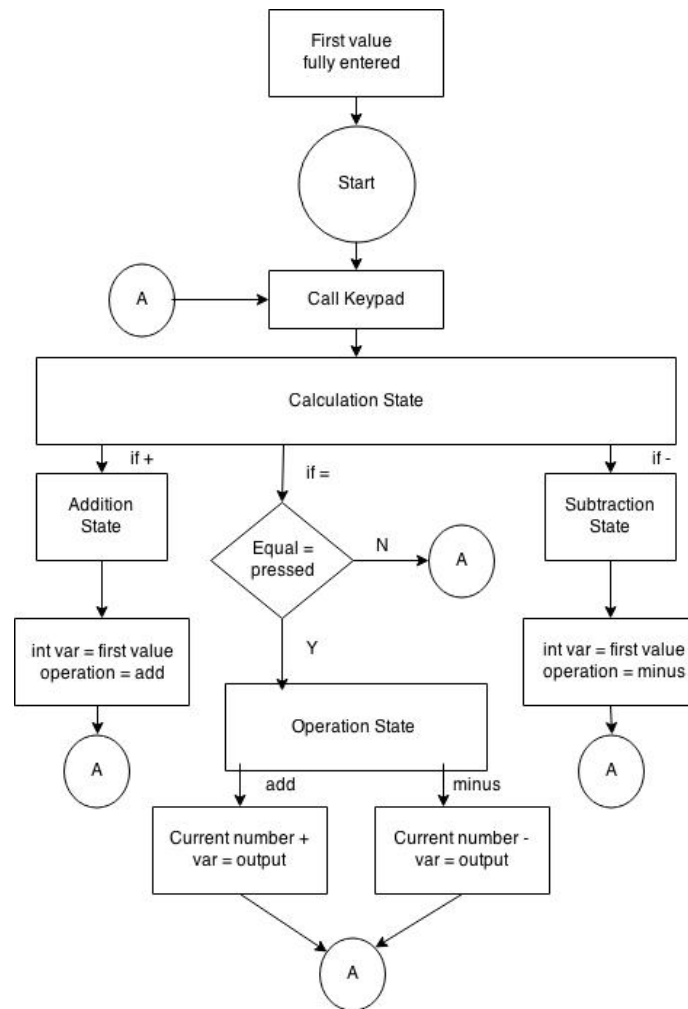 First value
fully entered
Start
A
Call Keypad
Calculation State
if +
if =
if -
Addition
State
Equal =
pressed
N
A
Subtraction
State
int var = first value
operation = add
Y
int var = first value
operation = minus
Operation State
A
A
add
minus
Current number +
var = output
Current number -
var = output
A